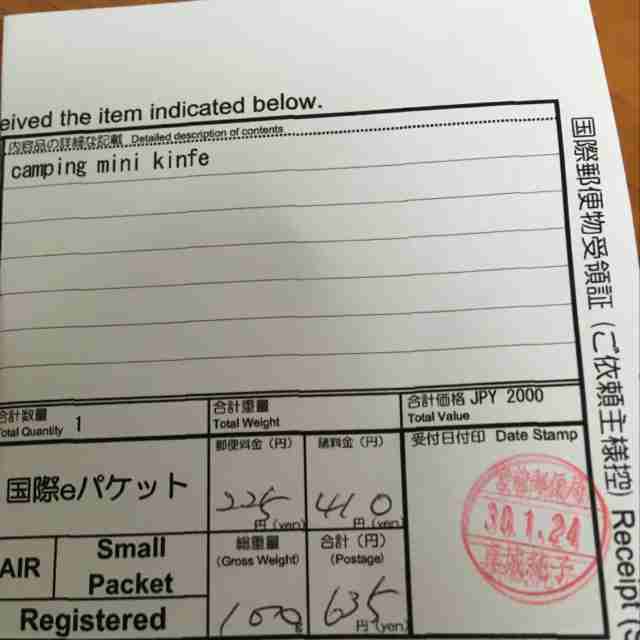 eived the item indicated below.
内容品の詳細な記載 Detailed description of contents
camping mini kinfe
合計数量
Total Quantity 1
合計重量
Total Weight
合計価格 JPY 2000
Total Value
国際eパケット
郵便料金（円）
225
円 (yen)
諸料金（円）
410
円 (yen)
受付日付印 Date Stamp
30.1.24
AIR
Small
Packet
Registered
総重量
(Gross Weight)
100g
合計（円）
(Postage)
635
円 (yen)
国際郵便物受領証（ご依頼主様控）Receipt (